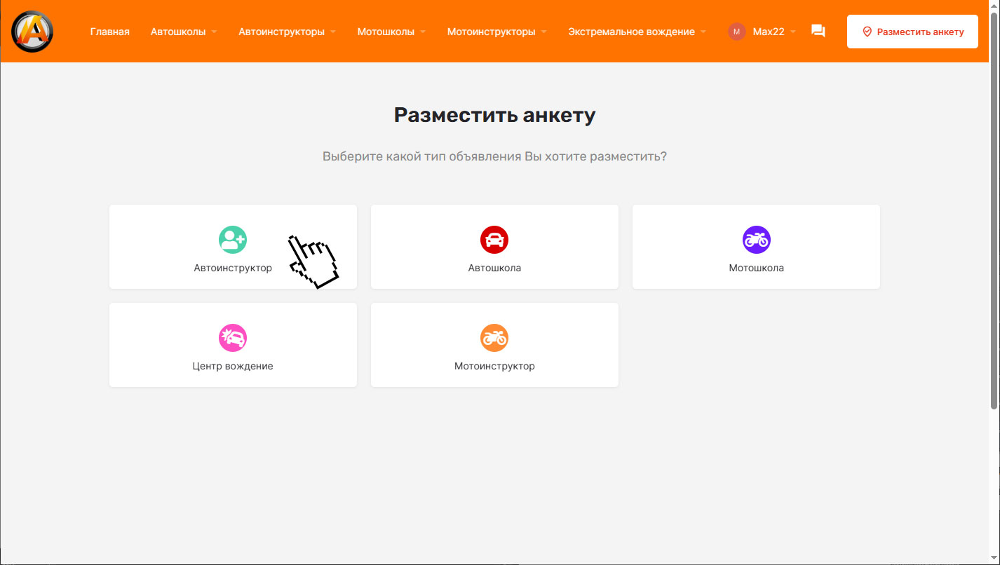 Главная Автошколы Автоинструкторы Мотошколы Мотоинструкторы Экстремальное вождение M Max22 Разместить анкету
Разместить анкету
Выберите какой тип объявления Вы хотите разместить?
Автоинструктор Автошкола Мотошкола
Центр вождение Мотоинструктор